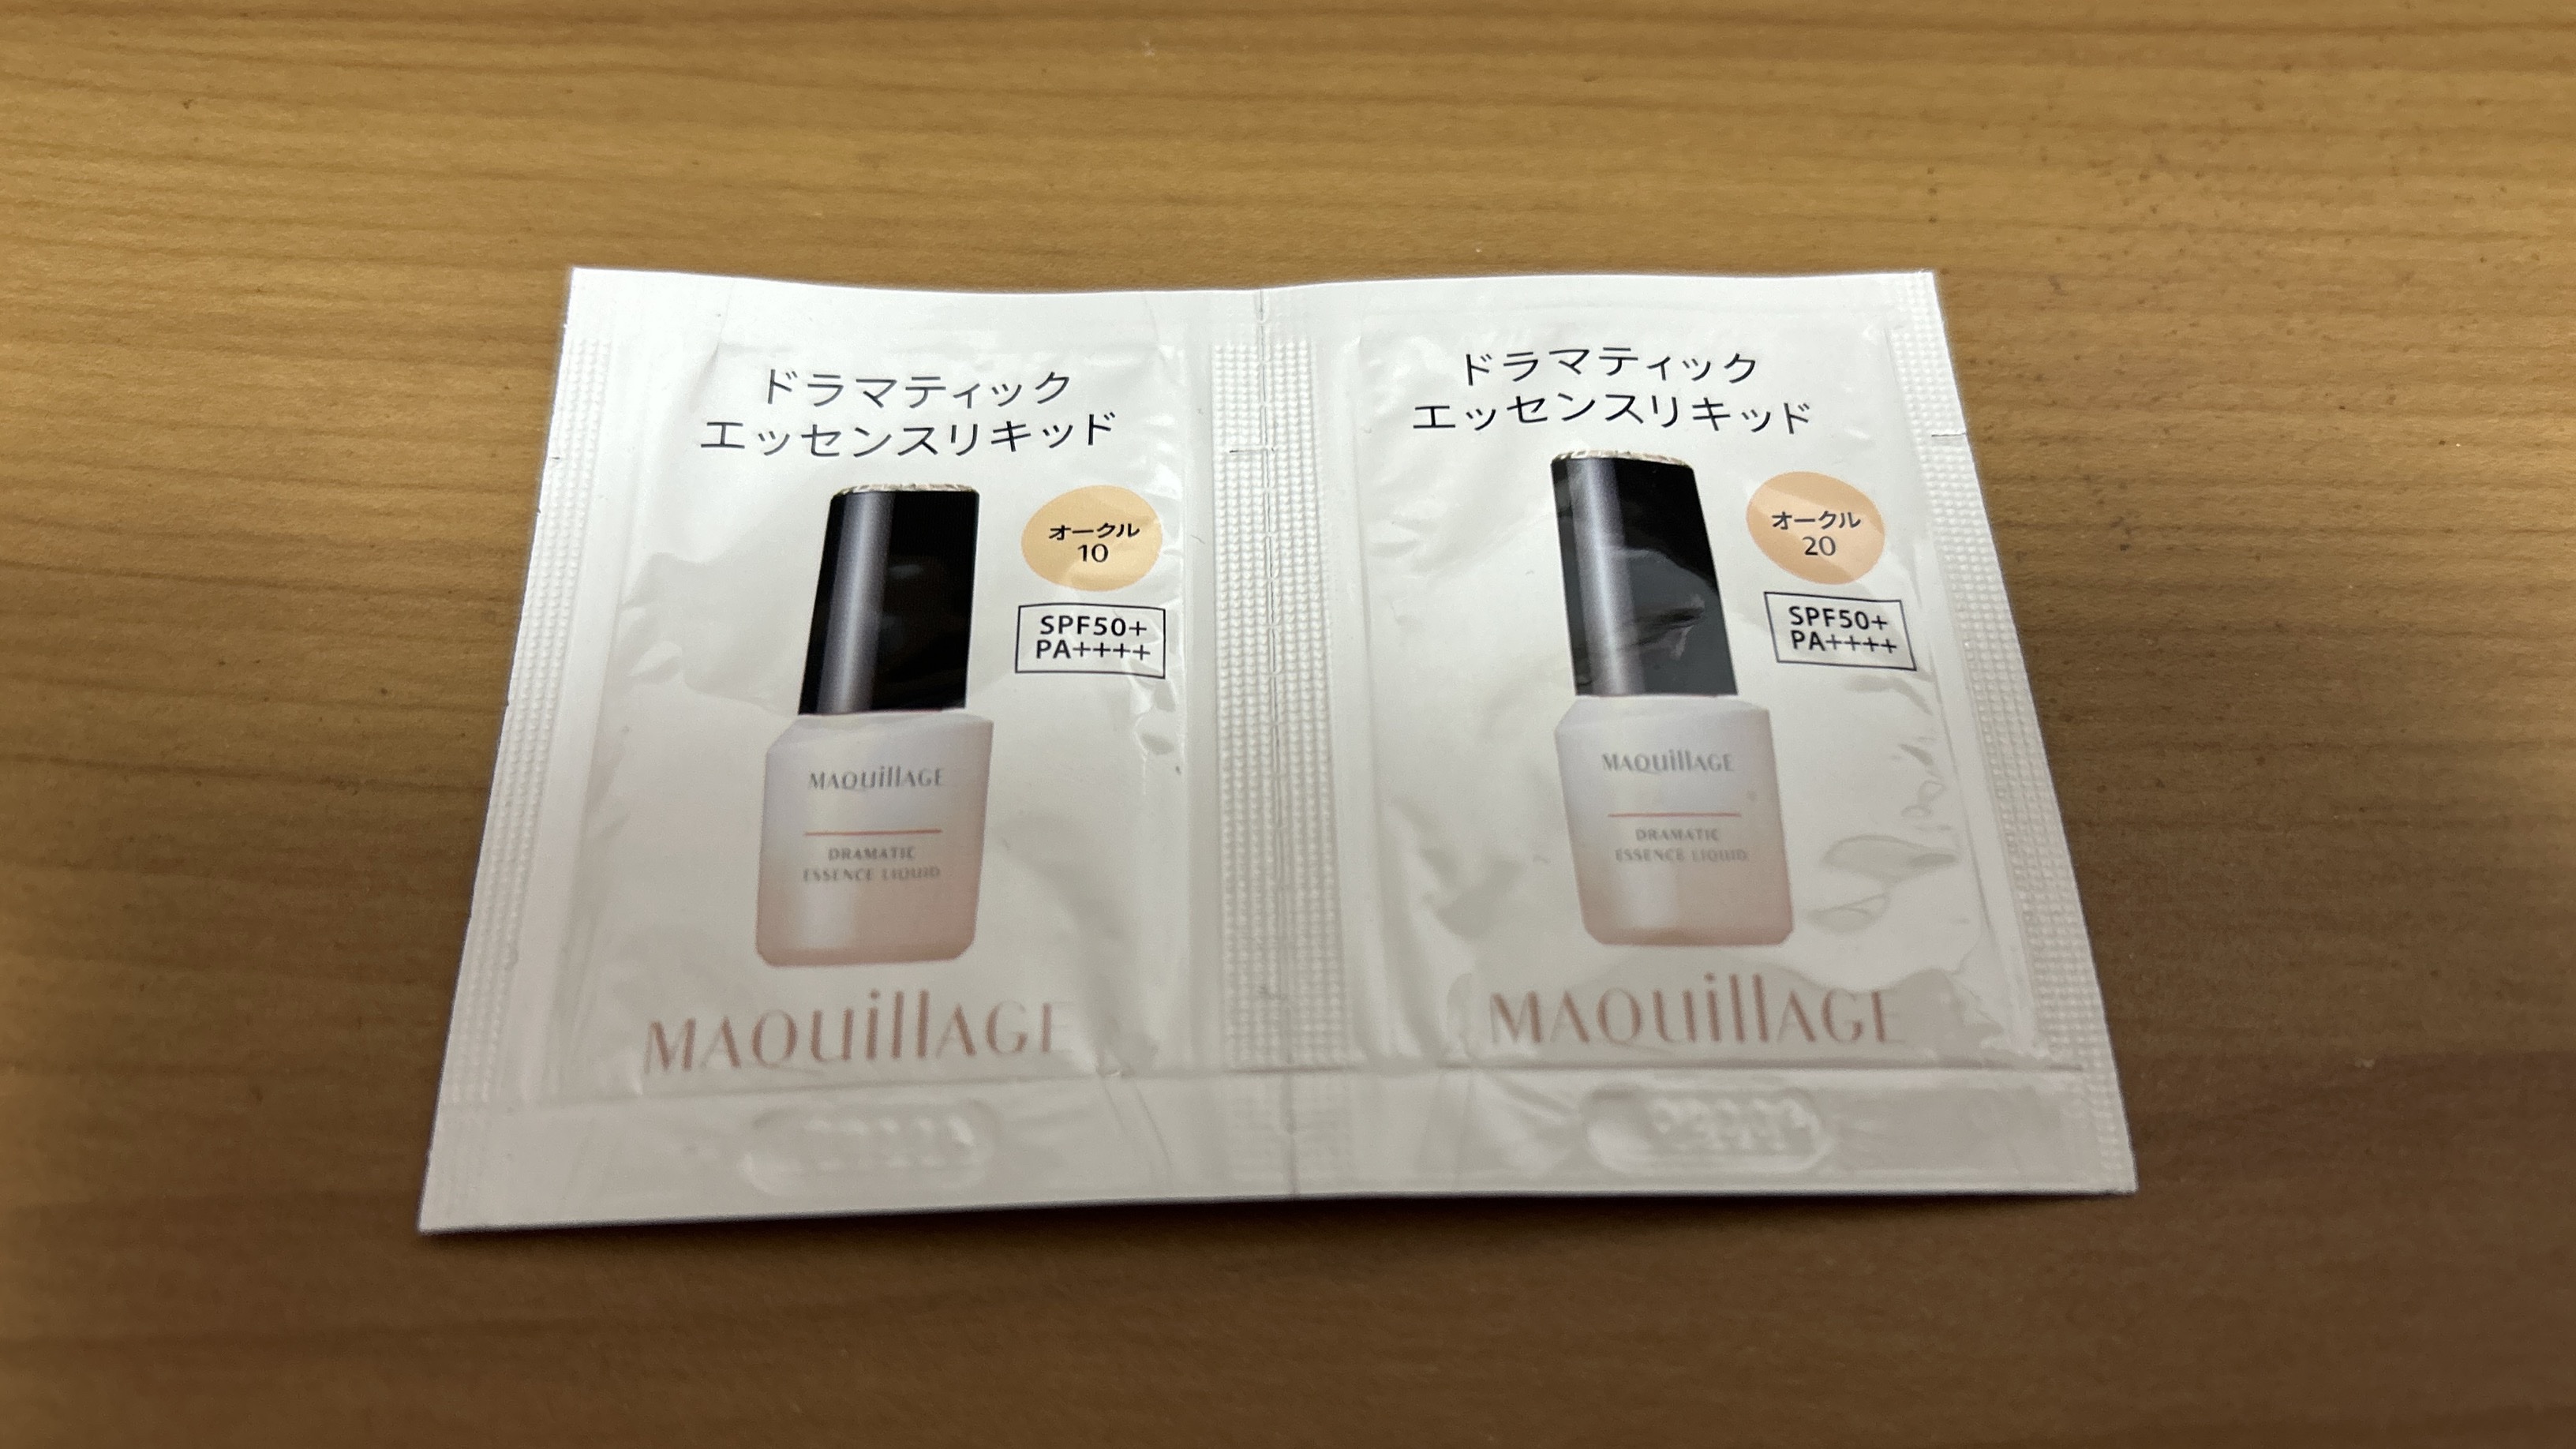 ドラマティック
エッセンスリキッド
オークル
10
SPF50+
PA++++
MAQuillAGE
DRAMATIC
ESSENCE LIQUID
MAQuillAGE
ドラマティック
エッセンスリキッド
オークル
20
SPF50+
PA++++
MAQuillAGE
DRAMATIC
ESSENCE LIQUID
MAQuillAGE